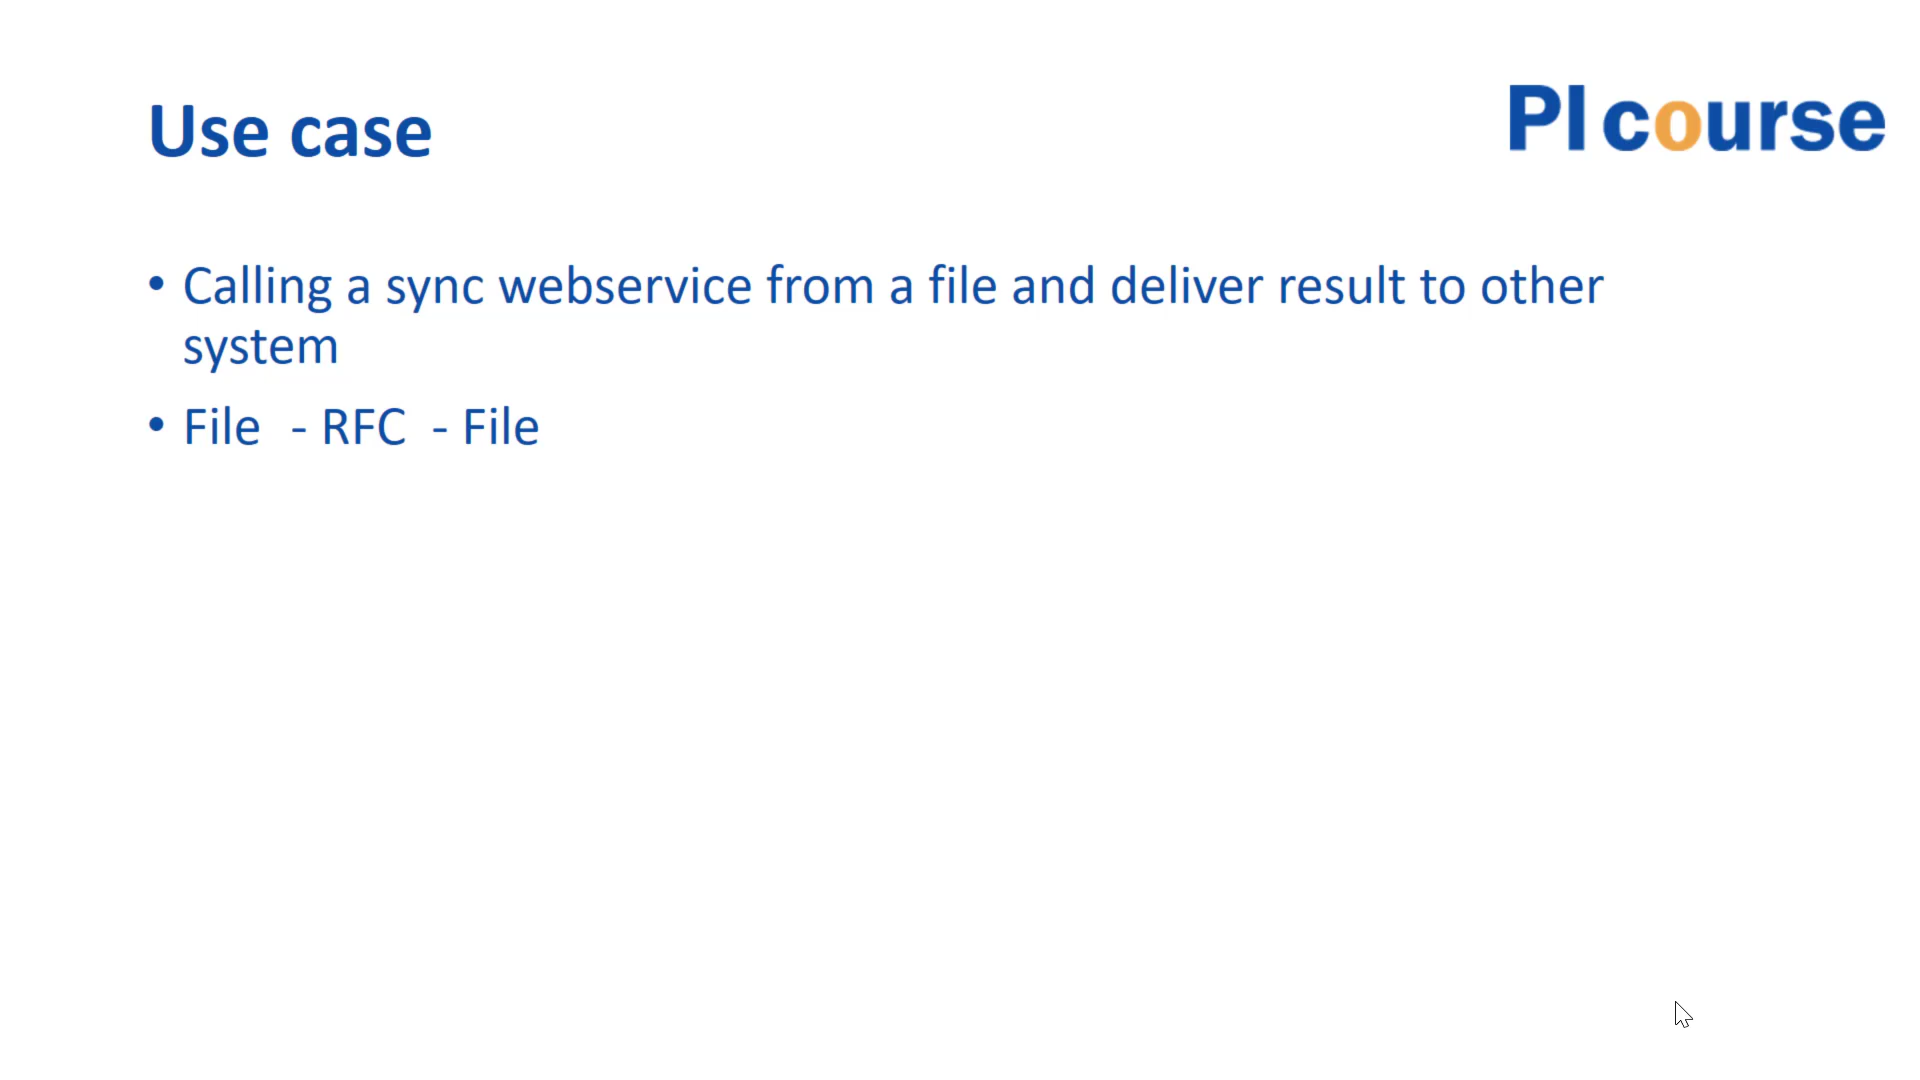 Use case
PI course
• Calling a sync webservice from a file and deliver result to other
system
• File  - RFC  - File